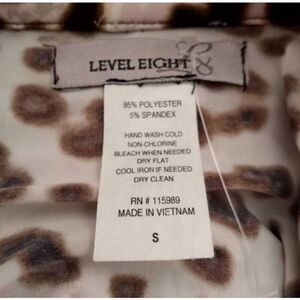 LEVEL EIGHT
L8
95% POLYESTER
5% SPANDEX
HAND WASH COLD
NON-CHLORINE
BLEACH WHEN NEEDED
DRY FLAT
COOL IRON IF NEEDED
DRY CLEAN
RN # 115989
MADE IN VIETNAM
S